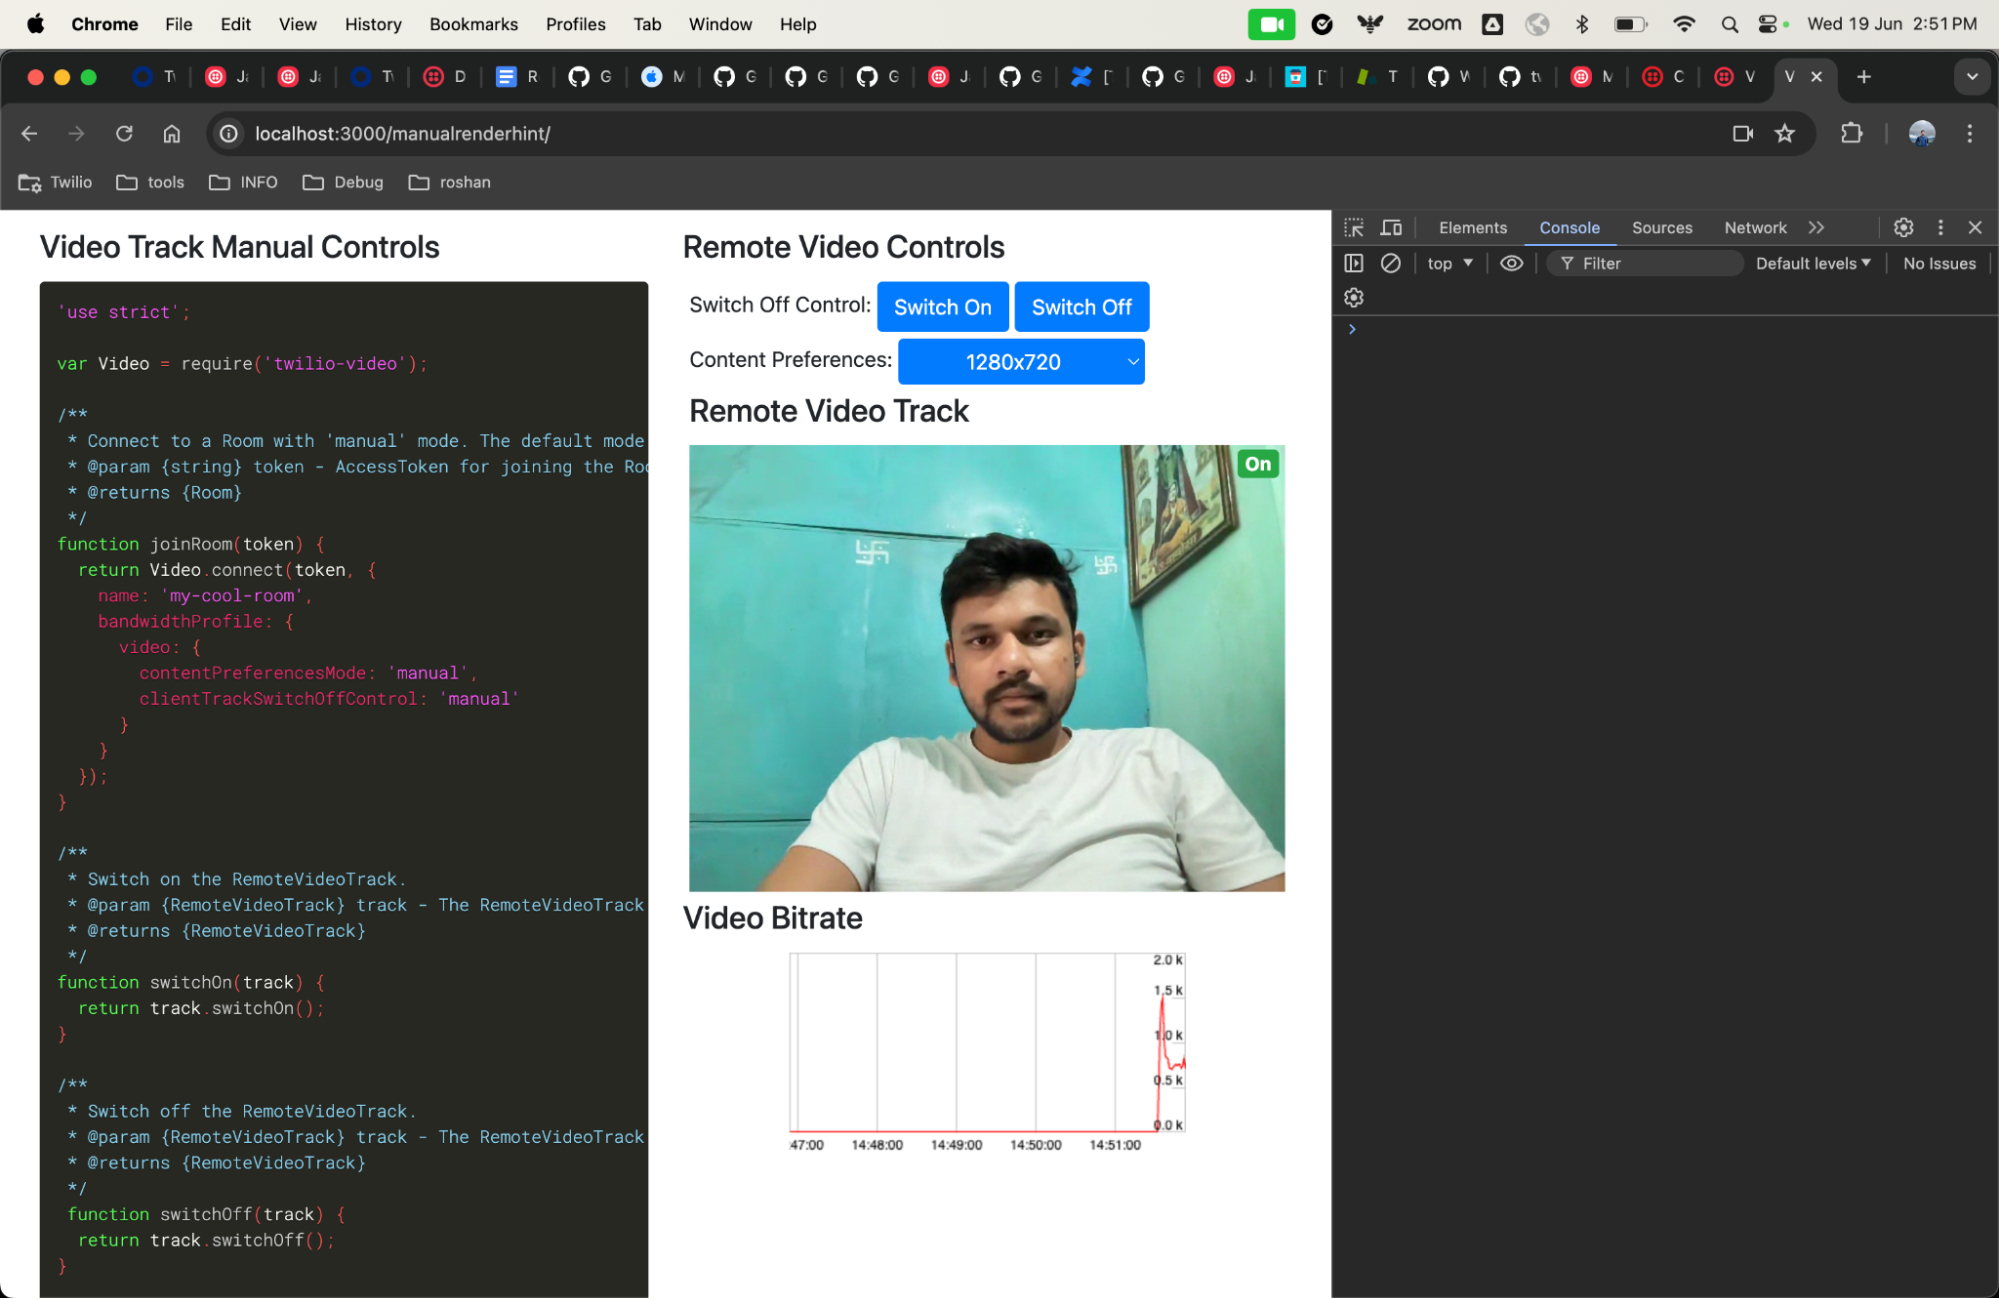 Chrome File Edit View History Bookmarks Profiles Tab Window Help zoom Wed 19 Jun 2:51 PM
D R G M G G G G G T W M C V V
localhost:3000/manualrenderhint/
Twilio tools INFO Debug roshan
Video Track Manual Controls
'use strict';
var Video = require('twilio-video');
/**
* Connect to a Room with 'manual' mode. The default mode
* @param {string} token - AccessToken for joining the Roo
* @returns {Room}
*/
function joinRoom(token) {
return Video.connect(token, {
name: 'my-cool-room',
bandwidthProfile: {
video: {
contentPreferencesMode: 'manual',
clientTrackSwitchOffControl: 'manual'
}
}
});
}
/**
* Switch on the RemoteVideoTrack.
* @param {RemoteVideoTrack} track - The RemoteVideoTrack
* @returns {RemoteVideoTrack}
*/
function switchOn(track) {
return track.switchOn();
}
/**
* Switch off the RemoteVideoTrack.
* @param {RemoteVideoTrack} track - The RemoteVideoTrack
* @returns {RemoteVideoTrack}
*/
function switchOff(track) {
return track.switchOff();
}
Remote Video Controls
Switch Off Control: Switch On Switch Off
Content Preferences: 1280x720
Remote Video Track
On
Video Bitrate
2.0 k
1.5 k
1.0 k
0.5 k
0.0 k
47:00 14:48:00 14:49:00 14:50:00 14:51:00
Elements Console Sources Network
top Filter Default levels No Issues